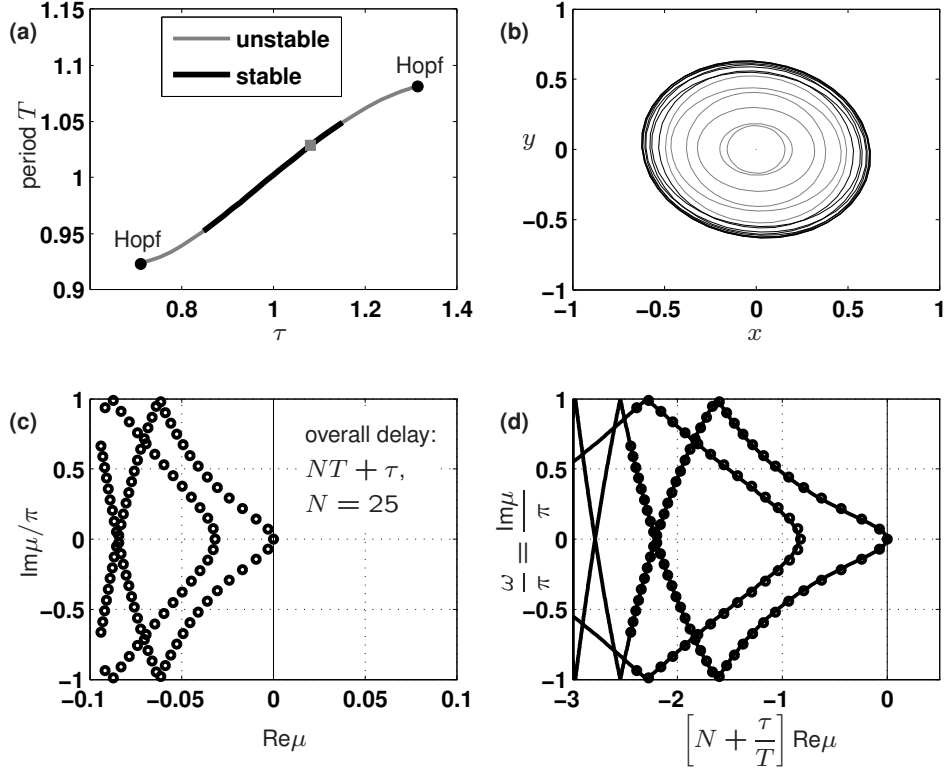 (a)
1.15
1.1
1.05
1
0.95
0.9
period T
unstable
stable
Hopf
Hopf
0.8
1
1.2
1.4
τ
(b)
1
0.5
y
0
−0.5
−1
−1
−0.5
0
0.5
1
x
(c)
1
0.5
0
−0.5
−1
Imμ/π
overall delay:
NT + τ,
N = 25
−0.1
−0.05
0
0.05
0.1
Reμ
(d)
1
0.5
0
−0.5
−1
ω/π = Imμ/π
−3
−2
−1
0
[N + τ/T] Reμ